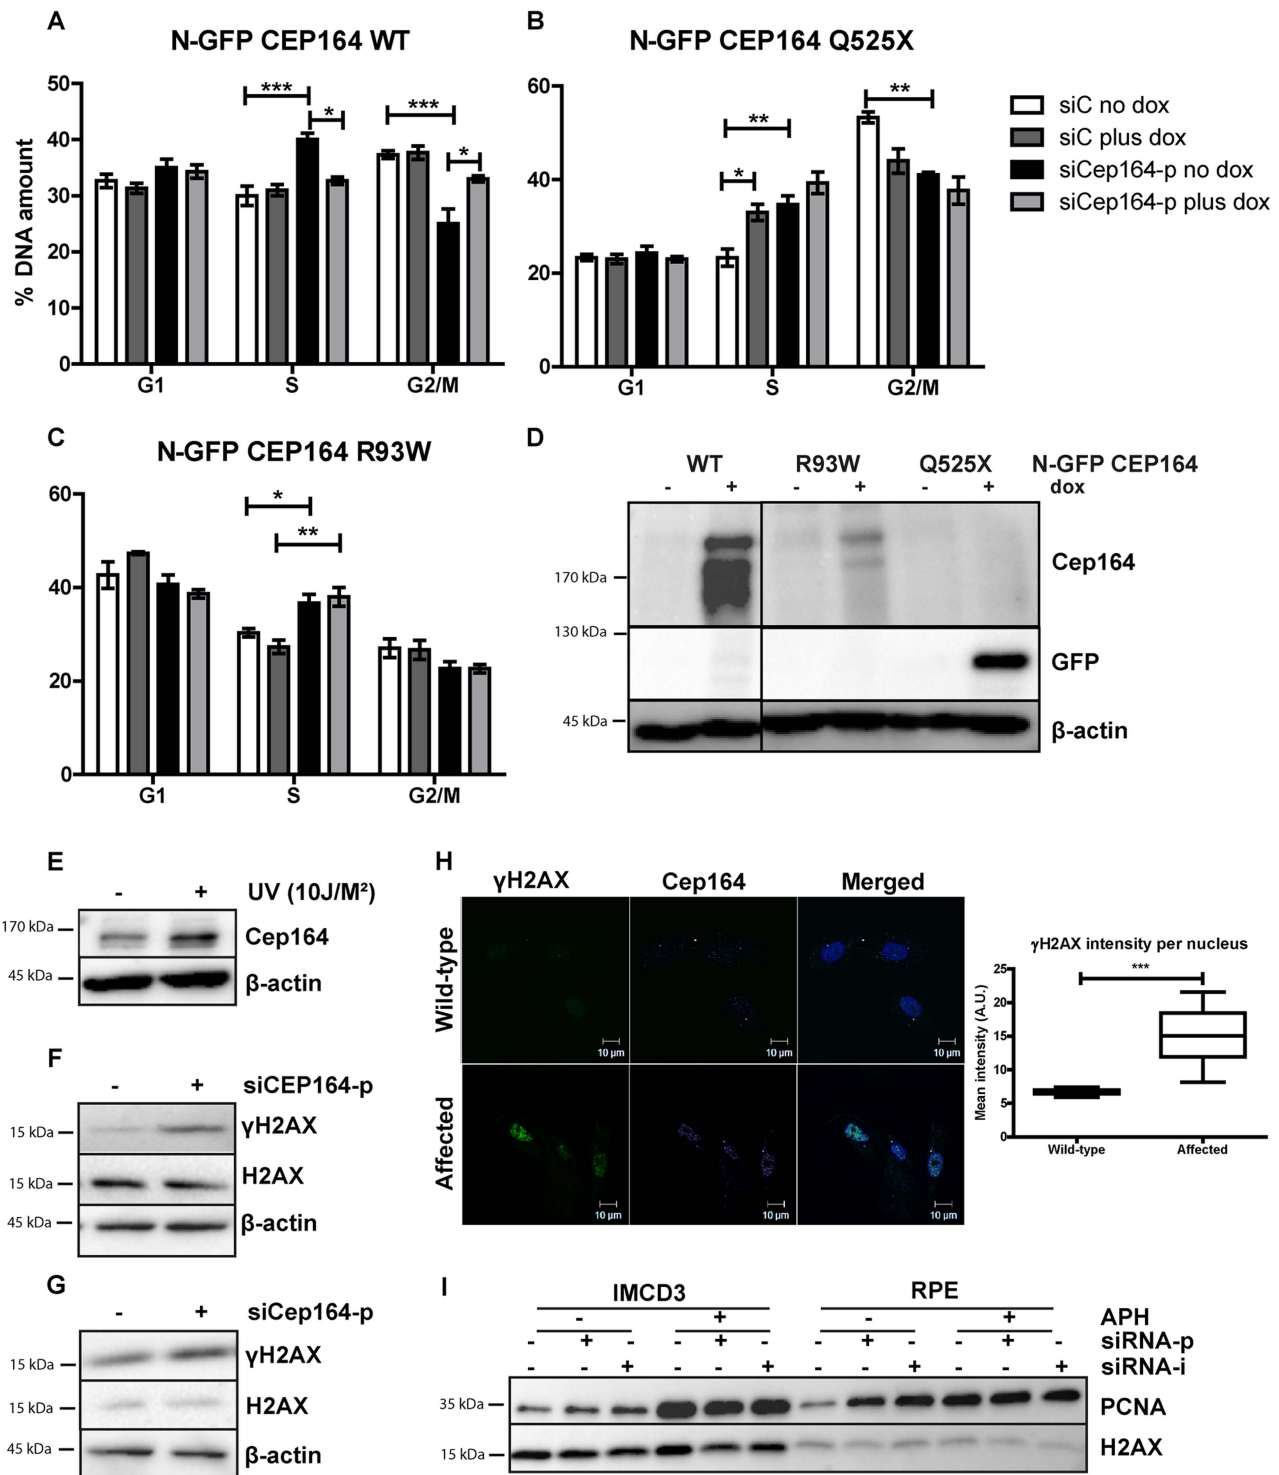 A
N-GFP CEP164 WT
% DNA amount
50
40
30
20
10
0
***
*
***
*
G1 S G2/M
B
N-GFP CEP164 Q525X
60
40
20
0
*
**
**
G1 S G2/M
siC no dox
siC plus dox
siCep164-p no dox
siCep164-p plus dox
C
N-GFP CEP164 R93W
60
40
20
0
*
**
G1 S G2/M
D
WT R93W Q525X N-GFP CEP164
- + - + - + dox
Cep164
170 kDa
130 kDa
GFP
45 kDa
β-actin
E
- + UV (10J/M²)
170 kDa Cep164
45 kDa β-actin
F
- + siCEP164-p
15 kDa γH2AX
15 kDa H2AX
45 kDa β-actin
G
- + siCep164-p
15 kDa γH2AX
15 kDa H2AX
45 kDa β-actin
H
γH2AX Cep164 Merged
Wild-type
10 µm 10 µm 10 µm
Affected
10 µm 10 µm 10 µm
γH2AX intensity per nucleus
Mean intensity (A.U.)
25
20
15
10
5
0
***
Wild-type Affected
I
IMCD3 RPE
- + - + APH
- + - - + - - + - - + - siRNA-p
- - + - - + - - + - - + siRNA-i
35 kDa PCNA
15 kDa H2AX